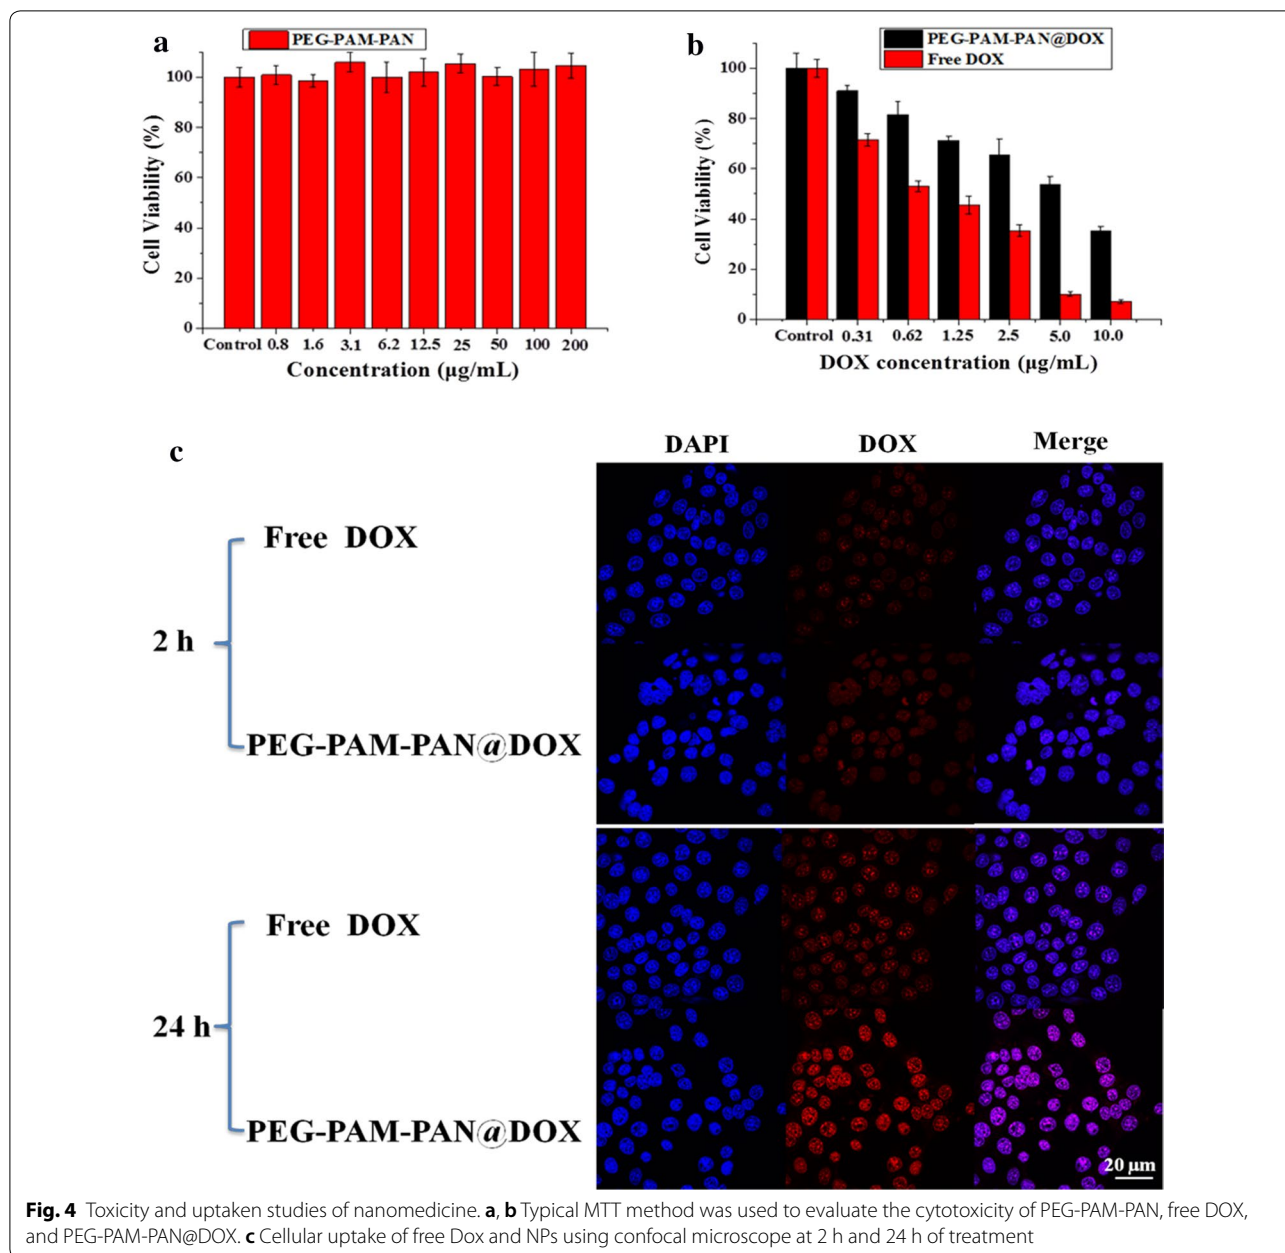 a
PEG-PAM-PAN
100
80
60
40
20
0
Cell Viability (%)
Control 0.8 1.6 3.1 6.2 12.5 25 50 100 200
Concentration (μg/mL)
b
PEG-PAM-PAN@DOX
Free DOX
100
80
60
40
20
0
Cell Viability (%)
Control 0.31 0.62 1.25 2.5 5.0 10.0
DOX concentration (μg/mL)
c
DAPI DOX Merge
Free DOX
2 h
PEG-PAM-PAN@DOX
Free DOX
24 h
PEG-PAM-PAN@DOX
20 μm
Fig. 4 Toxicity and uptaken studies of nanomedicine. a, b Typical MTT method was used to evaluate the cytotoxicity of PEG-PAM-PAN, free DOX,
and PEG-PAM-PAN@DOX. c Cellular uptake of free Dox and NPs using confocal microscope at 2 h and 24 h of treatment